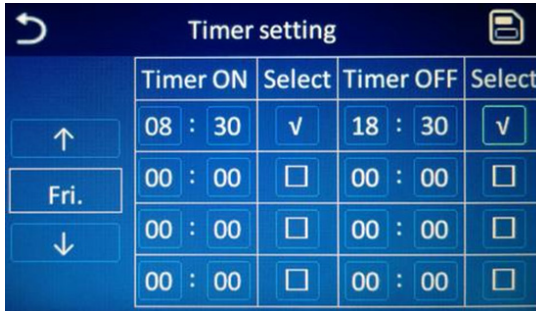 Timer setting
Timer ON Select Timer OFF Select
08 : 30 √ 18 : 30 √
00 : 00 00 : 00
Fri.
00 : 00 00 : 00
00 : 00 00 : 00